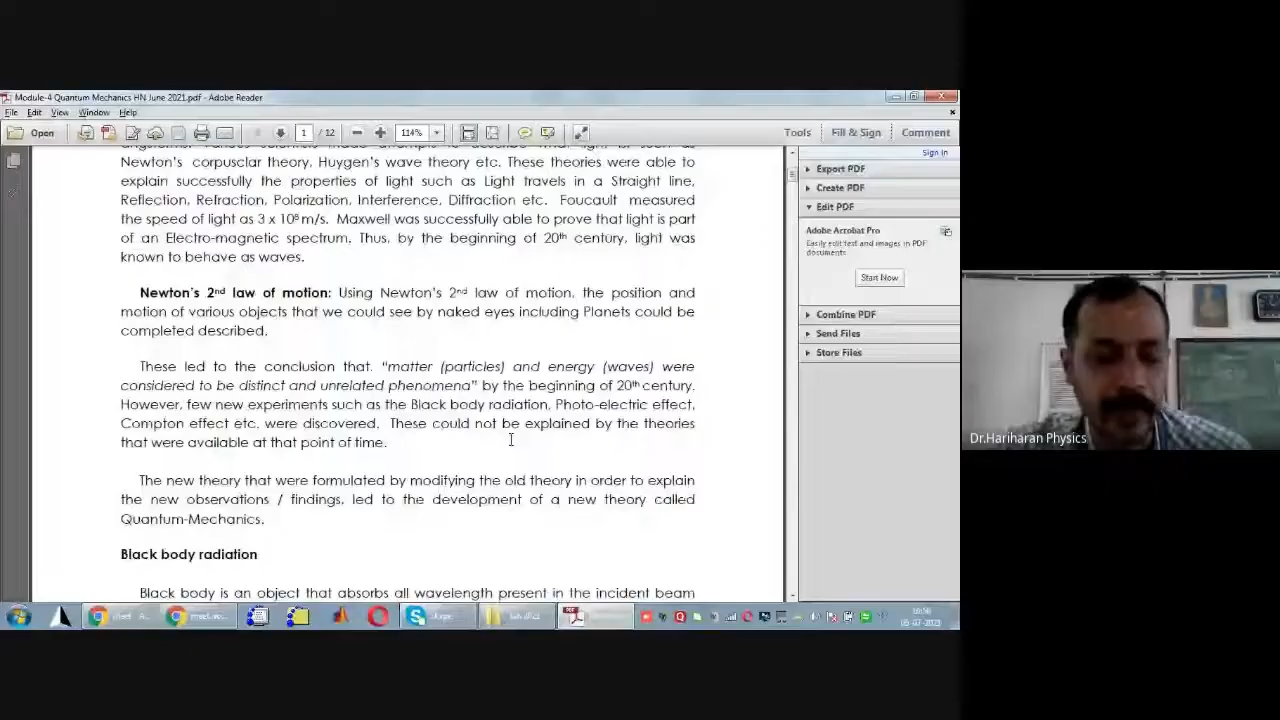 Module-4 Quantum Mechanics HN June 2021.pdf - Adobe Reader
File Edit View Window Help
Open 1 / 12 114% Tools Fill & Sign Comment
Sign In
Newton's corpusclar theory, Huygen's wave theory etc. These theories were able to
explain successfully the properties of light such as Light travels in a Straight line,
Reflection, Refraction, Polarization, Interference, Diffraction etc. Foucault measured
the speed of light as 3 x 10⁸ m/s. Maxwell was successfully able to prove that light is part
of an Electro-magnetic spectrum. Thus, by the beginning of 20th century, light was
known to behave as waves.
Newton's 2nd law of motion: Using Newton's 2nd law of motion, the position and
motion of various objects that we could see by naked eyes including Planets could be
completed described.
These led to the conclusion that, "matter (particles) and energy (waves) were
considered to be distinct and unrelated phenomena" by the beginning of 20th century.
However, few new experiments such as the Black body radiation, Photo-electric effect,
Compton effect etc. were discovered. These could not be explained by the theories
that were available at that point of time.
The new theory that were formulated by modifying the old theory in order to explain
the new observations / findings, led to the development of a new theory called
Quantum-Mechanics.
Black body radiation
Black body is an object that absorbs all wavelength present in the incident beam
Export PDF
Create PDF
Edit PDF
Adobe Acrobat Pro
Easily edit text and images in PDF
documents
Start Now
Combine PDF
Send Files
Store Files
Dr.Hariharan Physics